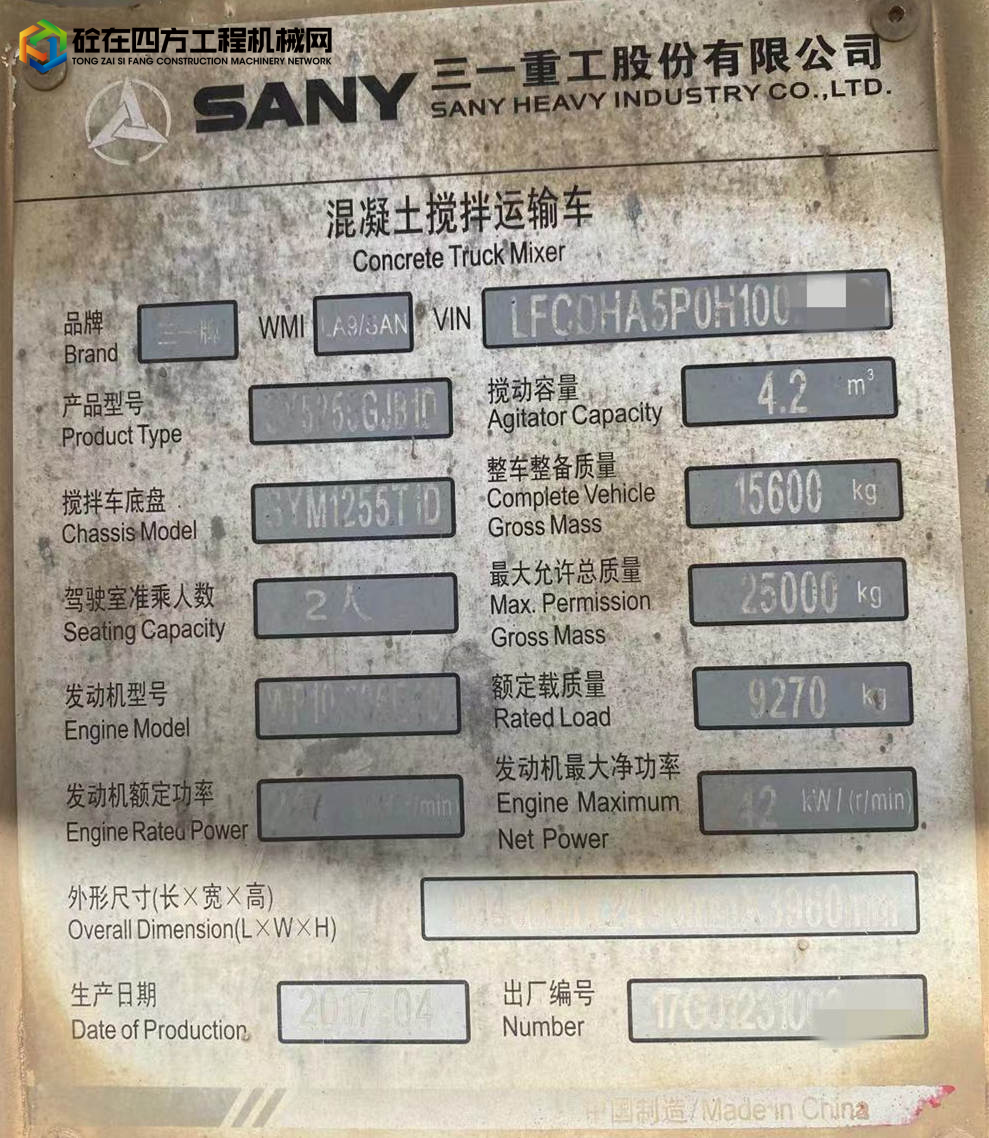 砼在四方工程机械网
TONG ZAI SI FANG CONSTRUCTION MACHINERY NETWORK
SANY 三一重工股份有限公司
SANY HEAVY INDUSTRY CO.,LTD.
混凝土搅拌运输车
Concrete Truck Mixer
品牌 三一牌 WMI LA9/SAN VIN LFCDHA5P0H100
Brand
产品型号
Product Type
搅动容量 4.2 m³
Agitator Capacity
搅拌车底盘 SYM1255T1D
Chassis Model
整车整备质量 15600 kg
Complete Vehicle
Gross Mass
驾驶室准乘人数 2人
Seating Capacity
最大允许总质量 25000 kg
Max. Permission
Gross Mass
发动机型号
Engine Model
额定载质量 9270 kg
Rated Load
发动机额定功率
Engine Rated Power
发动机最大净功率 kW/(r/min)
Engine Maximum
Net Power
外形尺寸(长×宽×高)
Overall Dimension(L×W×H)
生产日期 2017 04
Date of Production
出厂编号
Number
中国制造/Made in China